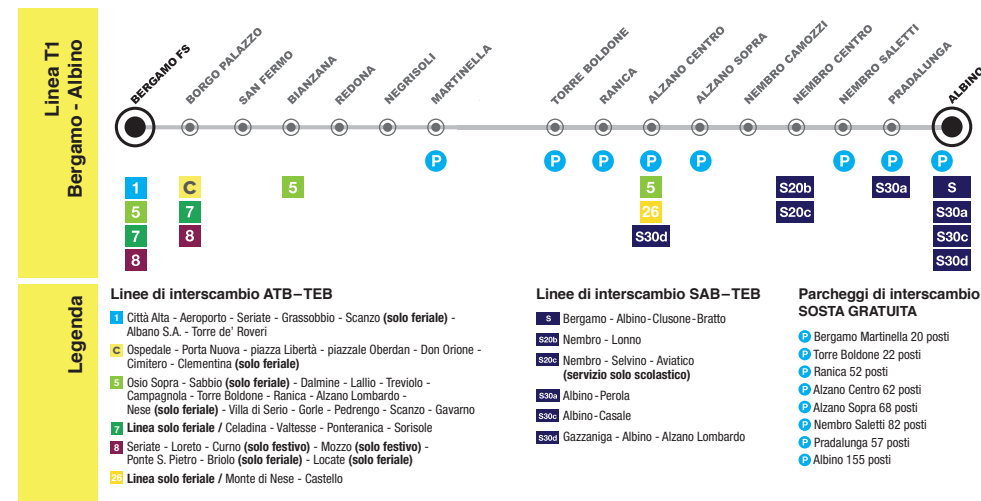 Linea T1
Bergamo - Albino
BERGAMO FS
BORGO PALAZZO
SAN FERMO
BIANZANA
REDONA
NEGRISOLI
MARTINELLA
TORRE BOLDONE
RANICA
ALZANO CENTRO
ALZANO SOPRA
NEMBRO CAMOZZI
NEMBRO CENTRO
NEMBRO SALETTI
PRADALUNGA
ALBINO
P P P P P P P P
1 C 5 5 S20b S30a S
5 7 26 S20c S30a
7 8 S30d S30c
8 S30d
Legenda
Linee di interscambio ATB–TEB
1 Città Alta - Aeroporto - Seriate - Grassobbio - Scanzo (solo feriale) -
Albano S.A. - Torre de' Roveri
C Ospedale - Porta Nuova - piazza Libertà - piazzale Oberdan - Don Orione -
Cimitero - Clementina (solo feriale)
5 Osio Sopra - Sabbio (solo feriale) - Dalmine - Lallio - Treviolo -
Campagnola - Torre Boldone - Ranica - Alzano Lombardo -
Nese (solo feriale) - Villa di Serio - Gorle - Pedrengo - Scanzo - Gavarno
7 Linea solo feriale / Celadina - Valtesse - Ponteranica - Sorisole
8 Seriate - Loreto - Curno (solo festivo) - Mozzo (solo festivo) -
Ponte S. Pietro - Briolo (solo feriale) - Locate (solo feriale)
26 Linea solo feriale / Monte di Nese - Castello
Linee di interscambio SAB–TEB
S Bergamo - Albino - Clusone - Bratto
S20b Nembro - Lonno
S20c Nembro - Selvino - Aviatico
(servizio solo scolastico)
S30a Albino - Perola
S30c Albino - Casale
S30d Gazzaniga - Albino - Alzano Lombardo
Parcheggi di interscambio
SOSTA GRATUITA
P Bergamo Martinella 20 posti
P Torre Boldone 22 posti
P Ranica 52 posti
P Alzano Centro 62 posti
P Alzano Sopra 68 posti
P Nembro Saletti 82 posti
P Pradalunga 57 posti
P Albino 155 posti